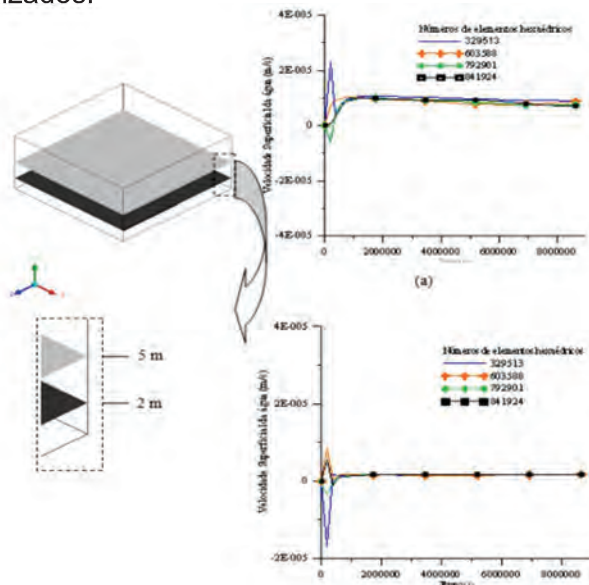 izados.
4E-005
2E-005
0
-2E-005
-4E-005
Velocidade Superficial da água (m/s)
Números de elementos hexaédricos
329513
603588
792901
841924
0
2000000
4000000
6000000
8000000
(a)
5 m
2 m
4E-005
2E-005
0
-2E-005
Velocidade Superficial da água (m/s)
Números de elementos hexaédricos
329513
603588
792901
841924
0
2000000
4000000
6000000
8000000